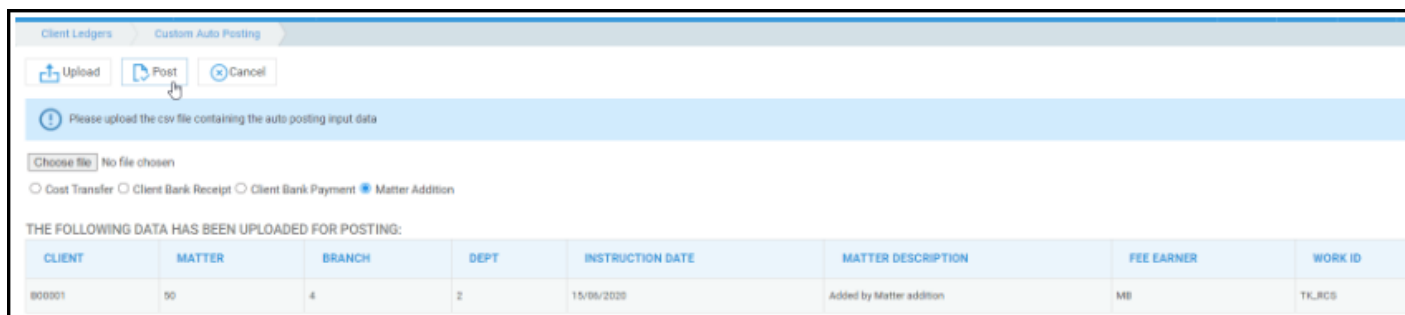 Client Ledgers Custom Auto Posting
Upload Post Cancel
Please upload the csv file containing the auto posting input data
Choose file No file chosen
Cost Transfer Client Bank Receipt Client Bank Payment Matter Addition
THE FOLLOWING DATA HAS BEEN UPLOADED FOR POSTING:
CLIENT MATTER BRANCH DEPT INSTRUCTION DATE MATTER DESCRIPTION FEE EARNER WORK ID
B00001 50 4 2 15/06/2020 Added by Matter addition MB TK_RCS